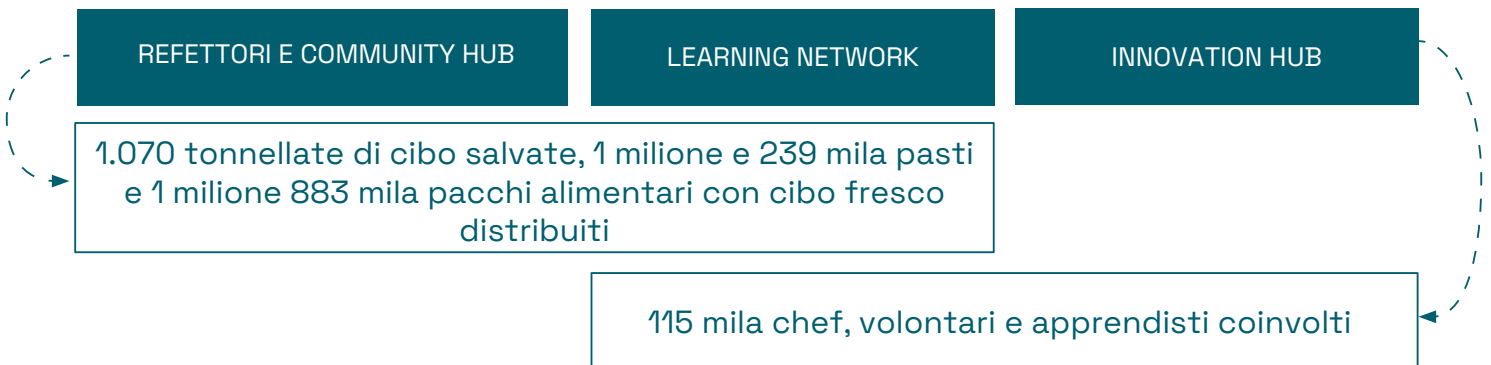 REFETTORI E COMMUNITY HUB
LEARNING NETWORK
INNOVATION HUB
1.070 tonnellate di cibo salvate, 1 milione e 239 mila pasti
e 1 milione 883 mila pacchi alimentari con cibo fresco
distribuiti
115 mila chef, volontari e apprendisti coinvolti